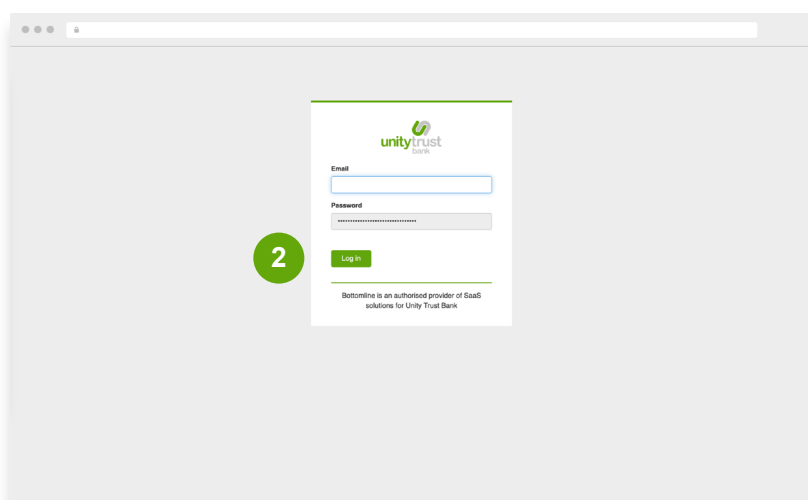 unitytrust
bank
Email
Password
2
Log in
Bottomline is an authorised provider of SaaS
solutions for Unity Trust Bank